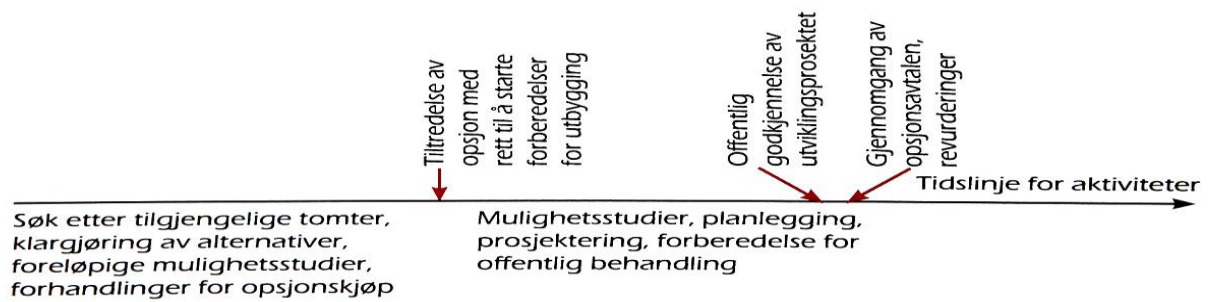 Tiltredelse av
opsjon med
rett til å starte
forberedelser
for utbygging
Offentlig
godkjennelse av
utviklingsprosektet
Gjennomgang av
opsjonsavtalen,
revurderinger
Tidslinje for aktiviteter
Søk etter tilgjengelige tomter,
klargjøring av alternativer,
foreløpige mulighetsstudier,
forhandlinger for opsjonskjøp
Mulighetsstudier, planlegging,
prosjektering, forberedelse for
offentlig behandling